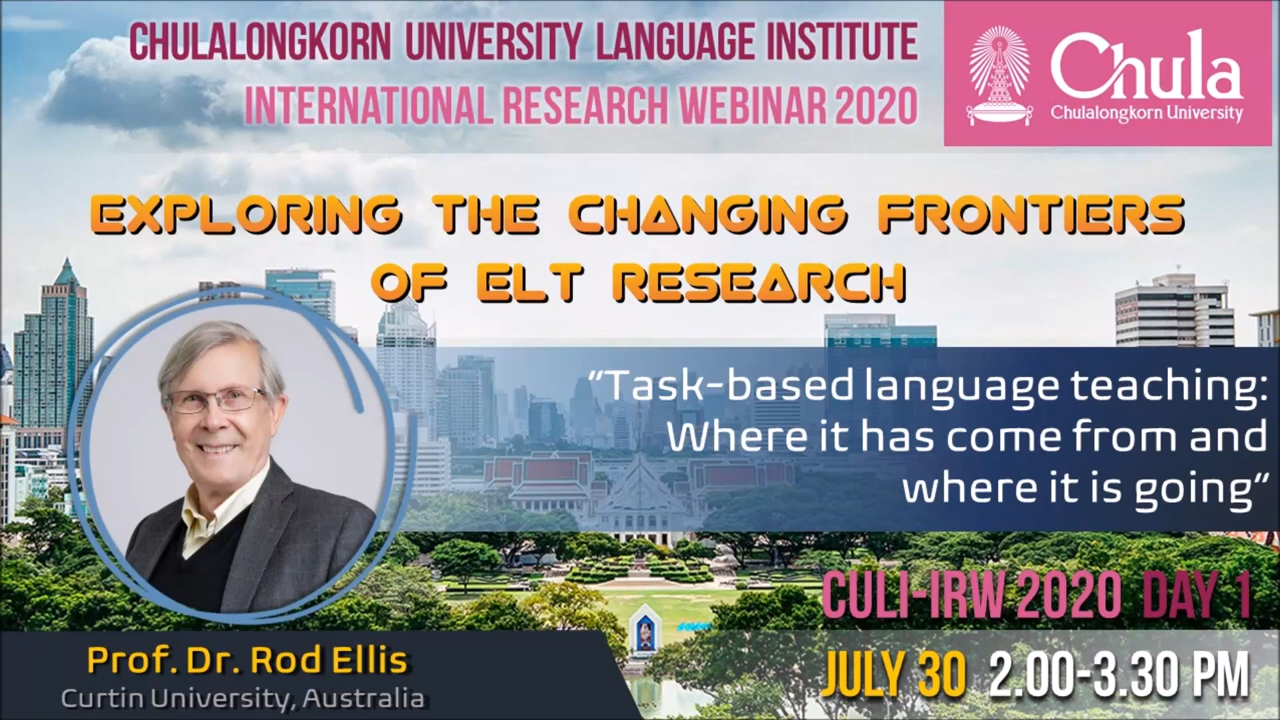 CHULALONGKORN UNIVERSITY LANGUAGE INSTITUTE
INTERNATIONAL RESEARCH WEBINAR 2020
Chula
Chulalongkorn University
EXPLORING THE CHANGING FRONTIERS
OF ELT RESEARCH
"Task-based language teaching:
Where it has come from and
where it is going"
CULI-IRW 2020 DAY 1
JULY 30 2.00-3.30 PM
Prof. Dr. Rod Ellis
Curtin University, Australia